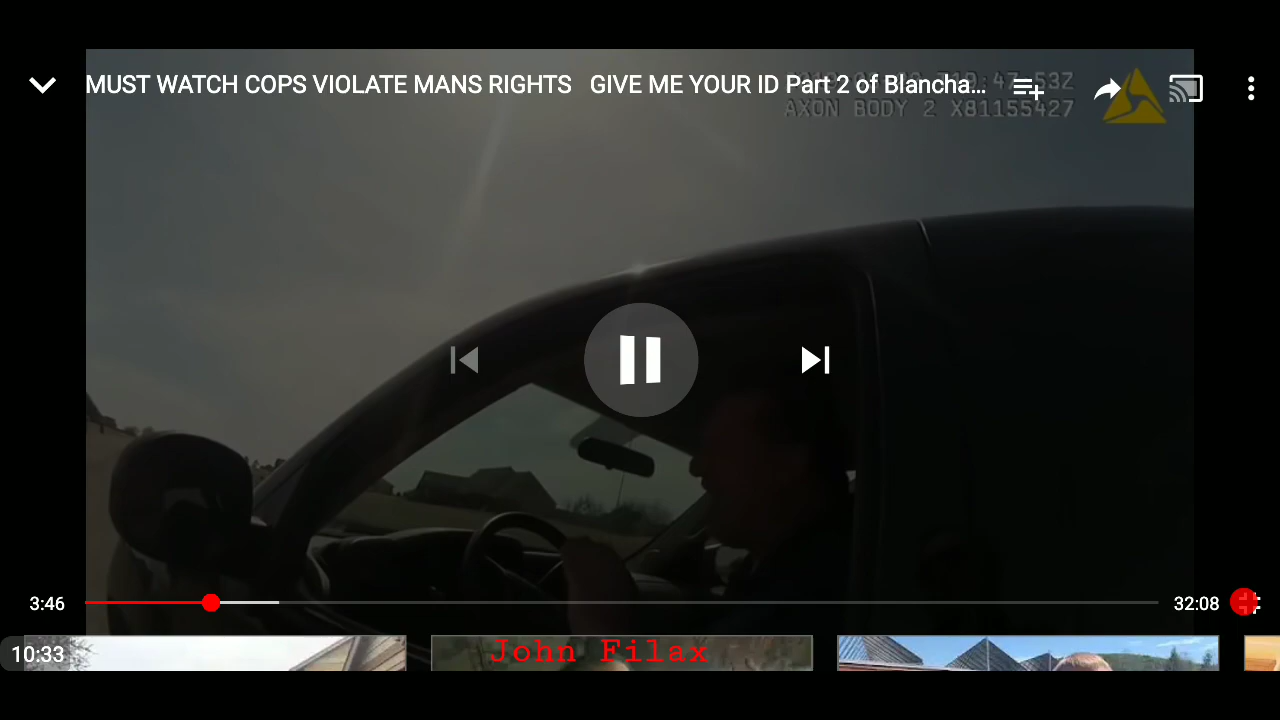 MUST WATCH COPS VIOLATE MANS RIGHTS GIVE ME YOUR ID Part 2 of Blancha...
AXON BODY 2 X81155427
3:46
32:08
10:33
John Filax